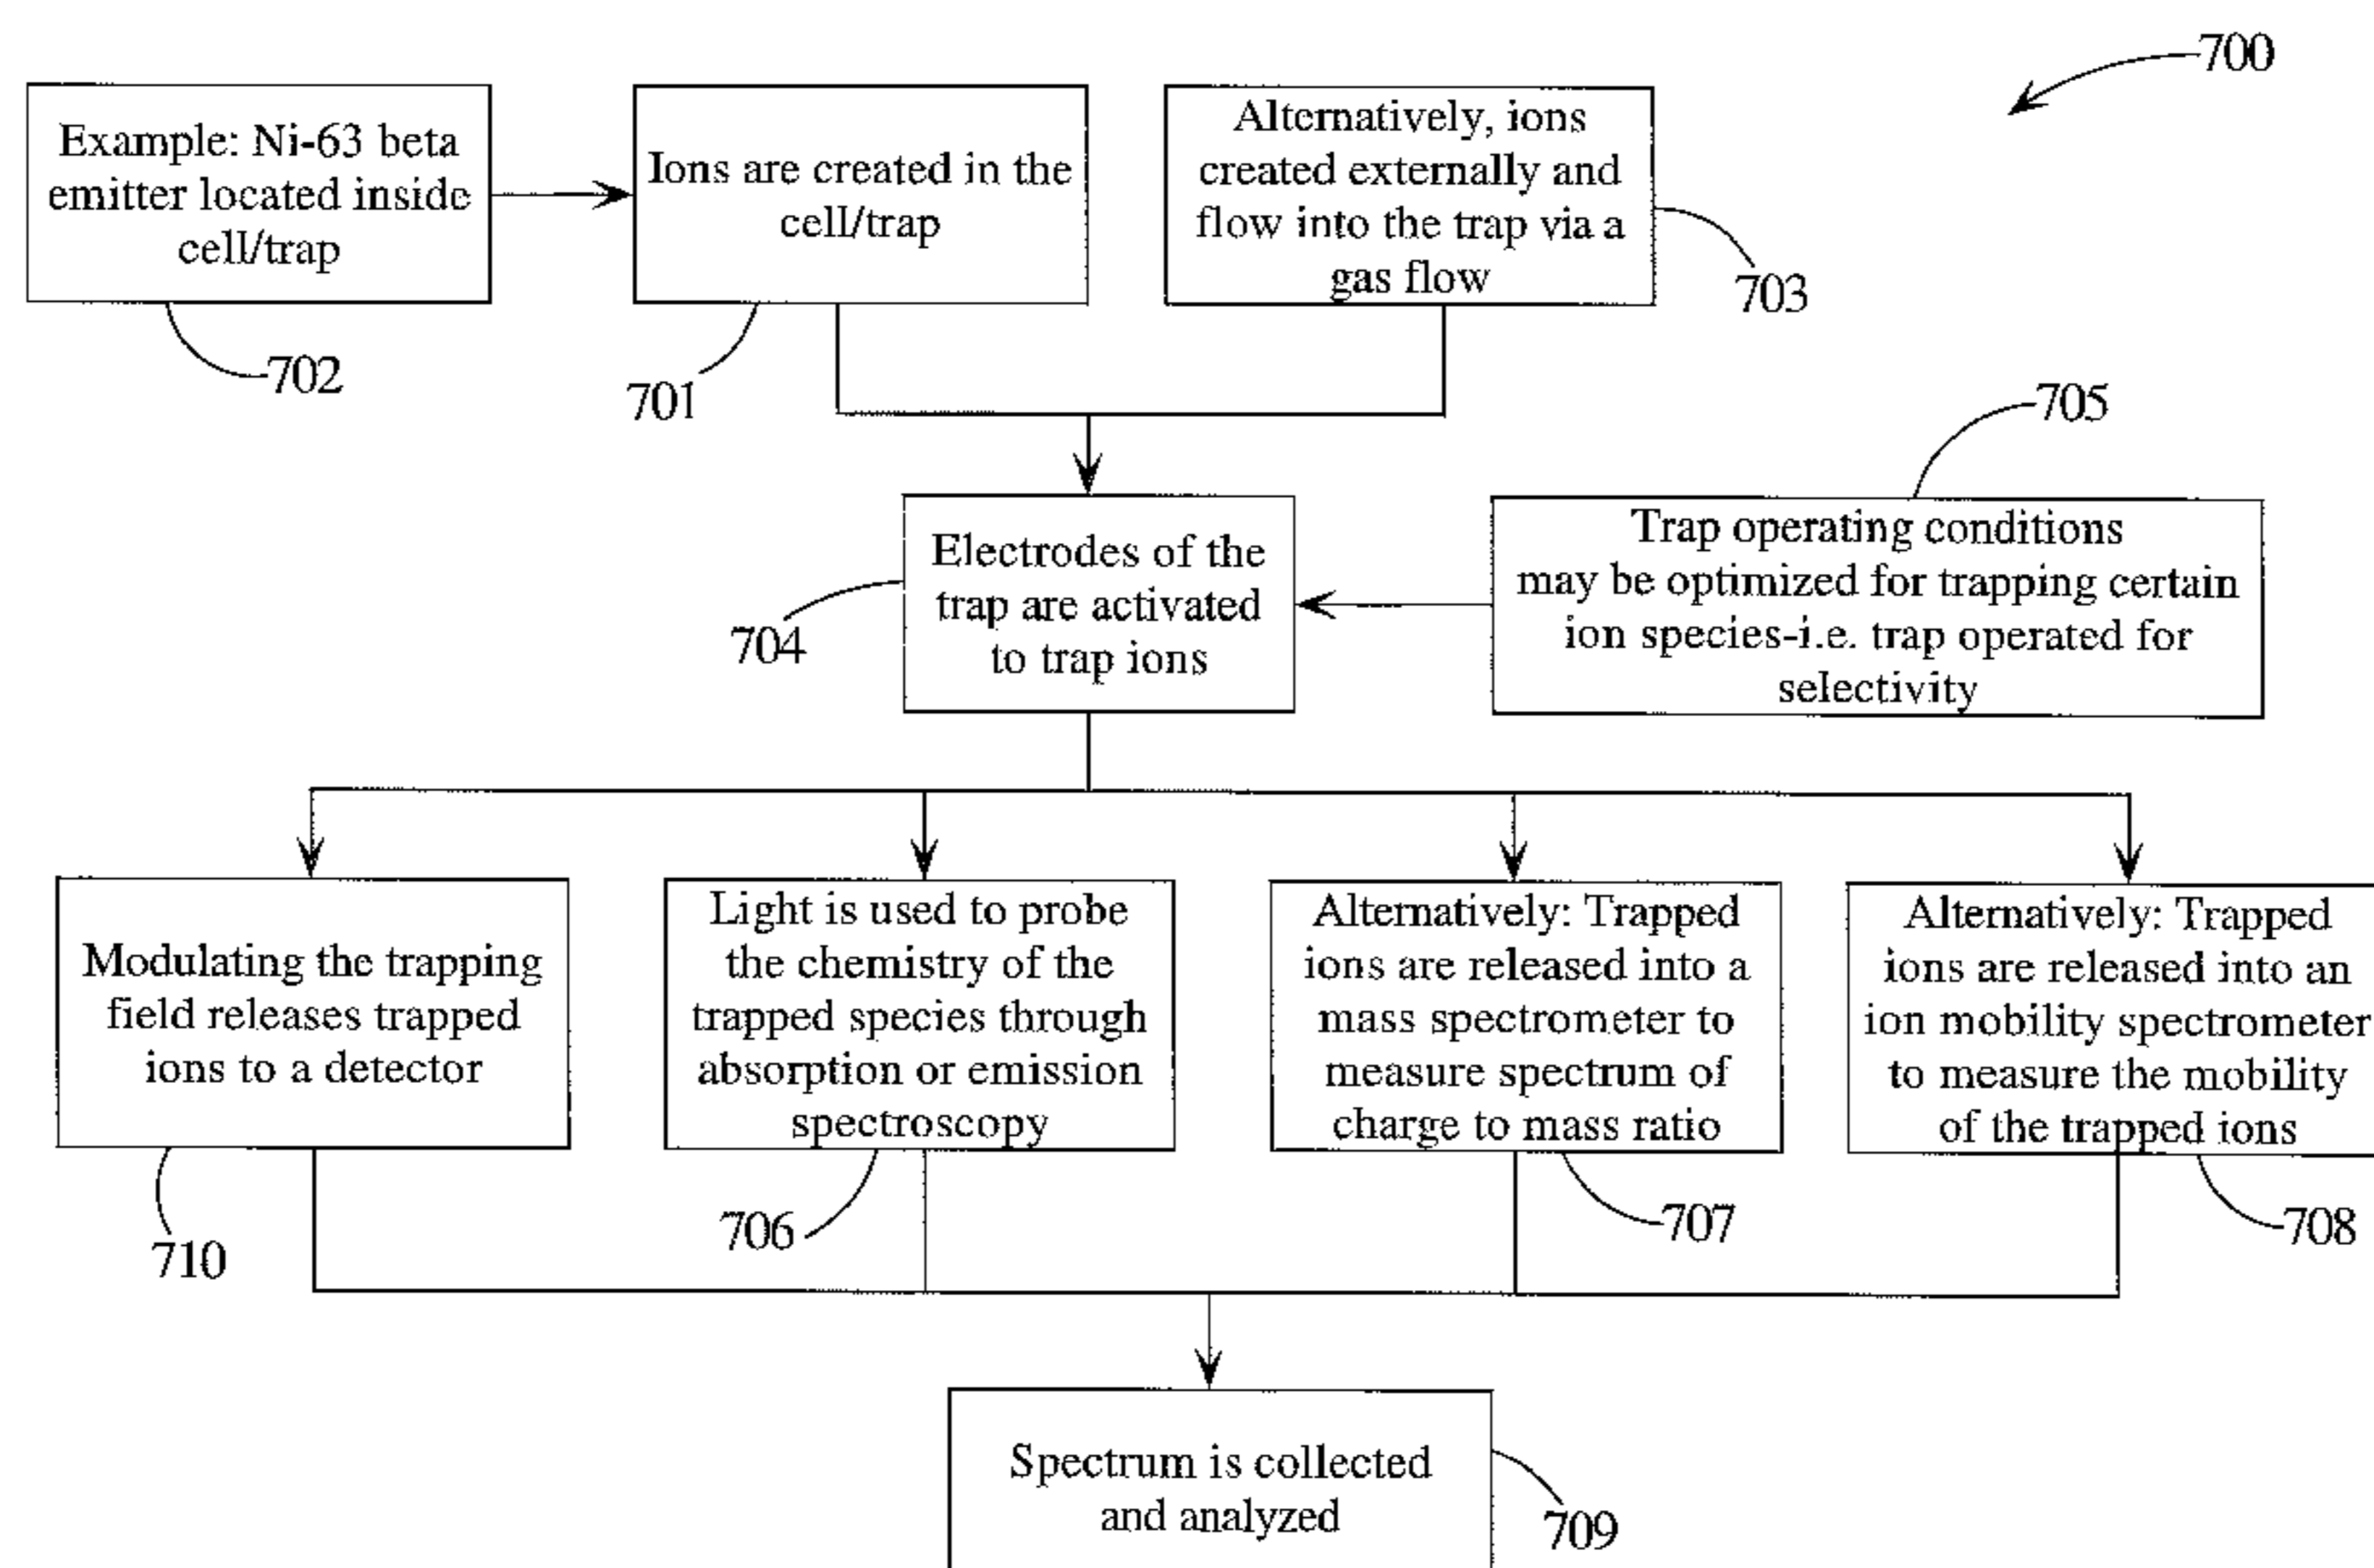 700
Example: Ni-63 beta
emitter located inside
cell/trap
702
Ions are created in the
cell/trap
701
Alternatively, ions
created externally and
flow into the trap via a
gas flow
703
Electrodes of the
trap are activated
to trap ions
704
Trap operating conditions
may be optimized for trapping certain
ion species-i.e. trap operated for
selectivity
705
Modulating the trapping
field releases trapped
ions to a detector
710
Light is used to probe
the chemistry of the
trapped species through
absorption or emission
spectroscopy
706
Alternatively: Trapped
ions are released into a
mass spectrometer to
measure spectrum of
charge to mass ratio
707
Alternatively: Trapped
ions are released into an
ion mobility spectrometer
to measure the mobility
of the trapped ions
708
Spectrum is collected
and analyzed
709